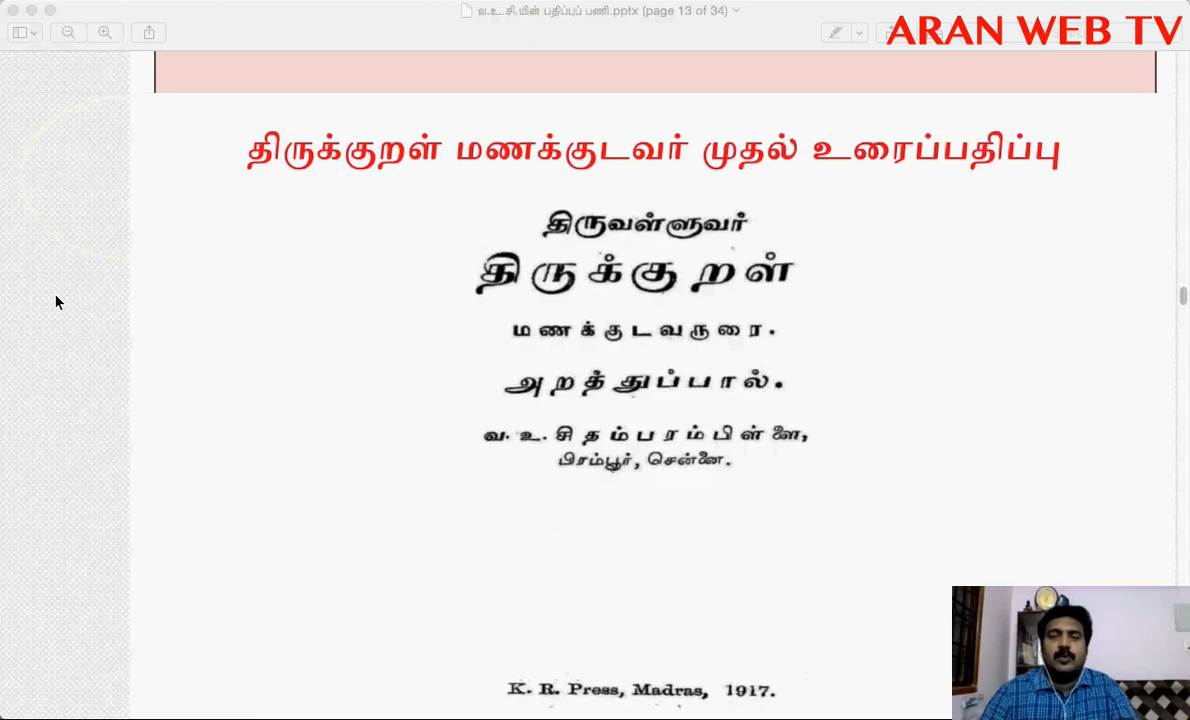 வ.உ.சி.யின் பதிப்புப் பணி.pptx (page 13 of 34)
ARAN WEB TV
திருக்குறள் மணக்குடவர் முதல் உரைப்பதிப்பு
திருவள்ளுவர்
திருக்குறள்
மணக்குடவருரை.
அறத்துப்பால்.
வ. உ. சிதம்பரம்பிள்ளை,
பிரம்பூர், சென்னை.
K. R. Press, Madras, 1917.